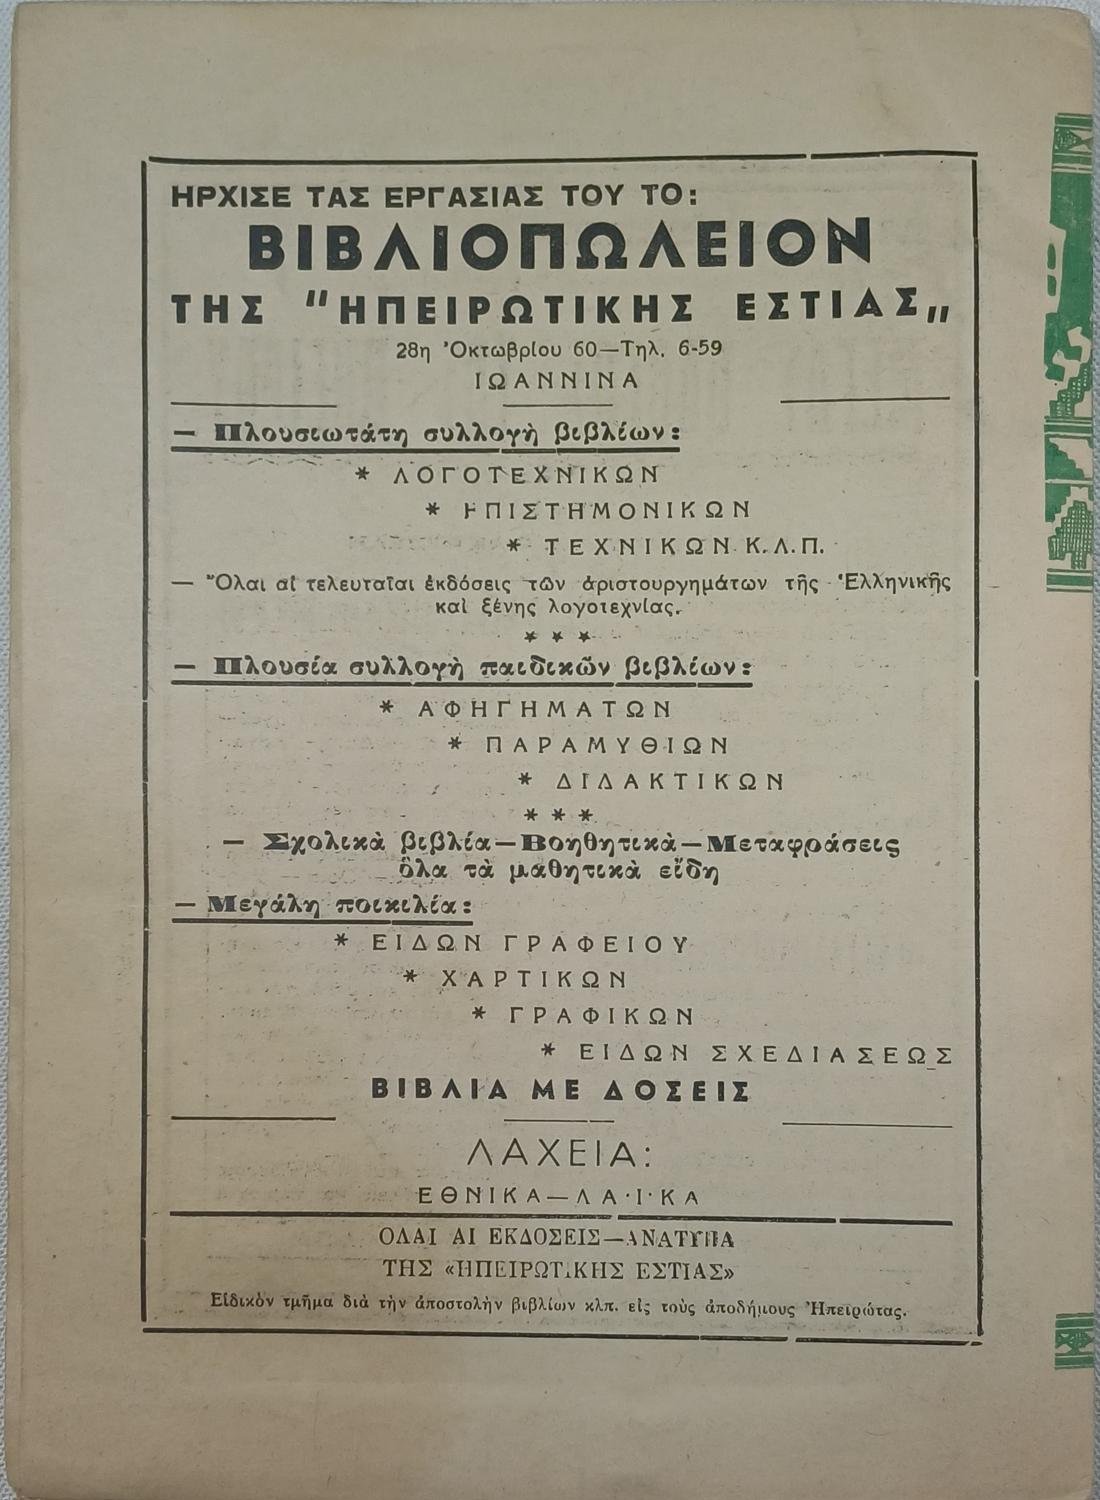 ΗΡΧΙΣΕ ΤΑΣ ΕΡΓΑΣΙΑΣ ΤΟΥ ΤΟ:
ΒΙΒΛΙΟΠΩΛΕΙΟΝ
ΤΗΣ "ΗΠΕΙΡΩΤΙΚΗΣ ΕΣΤΙΑΣ„
28η Ὀκτωβρίου 60—Τηλ. 6-59
ΙΩΑΝΝΙΝΑ
— Πλουσιωτάτη συλλογὴ βιβλίων:
* ΛΟΓΟΤΕΧΝΙΚΩΝ
* ΕΠΙΣΤΗΜΟΝΙΚΩΝ
* ΤΕΧΝΙΚΩΝ Κ.Λ.Π.
— Ὅλαι αἱ τελευταῖαι ἐκδόσεις τῶν ἀριστουργημάτων τῆς Ἑλληνικῆς
καὶ ξένης λογοτεχνίας.
* * *
— Πλουσία συλλογὴ παιδικῶν βιβλίων:
* ΑΦΗΓΗΜΑΤΩΝ
* ΠΑΡΑΜΥΘΙΩΝ
* ΔΙΔΑΚΤΙΚΩΝ
* * *
— Σχολικὰ βιβλία—Βοηθητικὰ—Μεταφράσεις
ὅλα τὰ μαθητικὰ εἴδη
— Μεγάλη ποικιλία:
* ΕΙΔΩΝ ΓΡΑΦΕΙΟΥ
* ΧΑΡΤΙΚΩΝ
* ΓΡΑΦΙΚΩΝ
* ΕΙΔΩΝ ΣΧΕΔΙΑΣΕΩΣ
ΒΙΒΛΙΑ ΜΕ ΔΟΣΕΙΣ
ΛΑΧΕΙΑ:
ΕΘΝΙΚΑ—ΛΑ·Ι·ΚΑ
ΟΛΑΙ ΑΙ ΕΚΔΟΣΕΙΣ—ΑΝΑΤΥΠΑ
ΤΗΣ «ΗΠΕΙΡΩΤΙΚΗΣ ΕΣΤΙΑΣ»
Εἰδικὸν τμῆμα διὰ τὴν ἀποστολὴν βιβλίων κλπ. εἰς τοὺς ἀποδήμους Ἠπειρώτας.